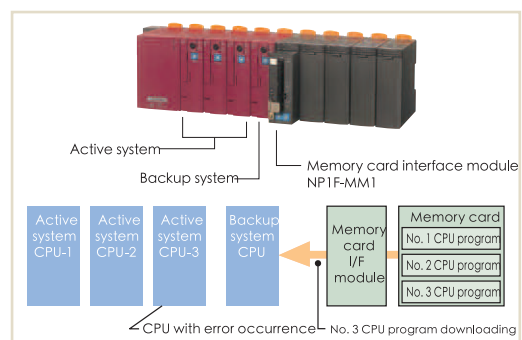 Active system
Backup system
Memory card interface module
NP1F-MM1
Active
system
CPU-1
Active
system
CPU-2
Active
system
CPU-3
Backup
system
CPU
Memory
card
I/F
module
Memory card
No. 1 CPU program
No. 2 CPU program
No. 3 CPU program
CPU with error occurrence
No. 3 CPU program downloading